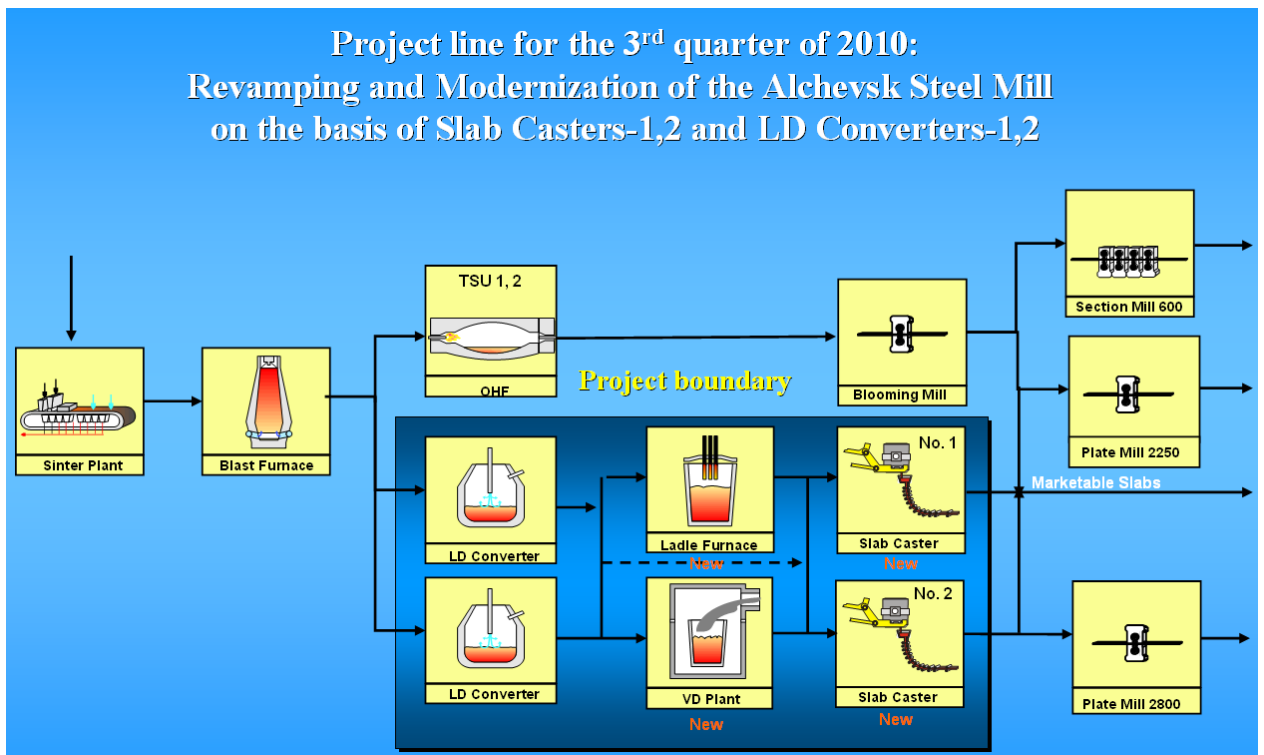 Project line for the 3rd quarter of 2010:
Revamping and Modernization of the Alchevsk Steel Mill
on the basis of Slab Casters-1,2 and LD Converters-1,2
Section Mill 600
TSU 1, 2
OHF
Project boundary
Blooming Mill
Sinter Plant
Blast Furnace
Plate Mill 2250
No. 1
Marketable Slabs
LD Converter
Ladle Furnace
New
Slab Caster
New
No. 2
LD Converter
VD Plant
New
Slab Caster
New
Plate Mill 2800